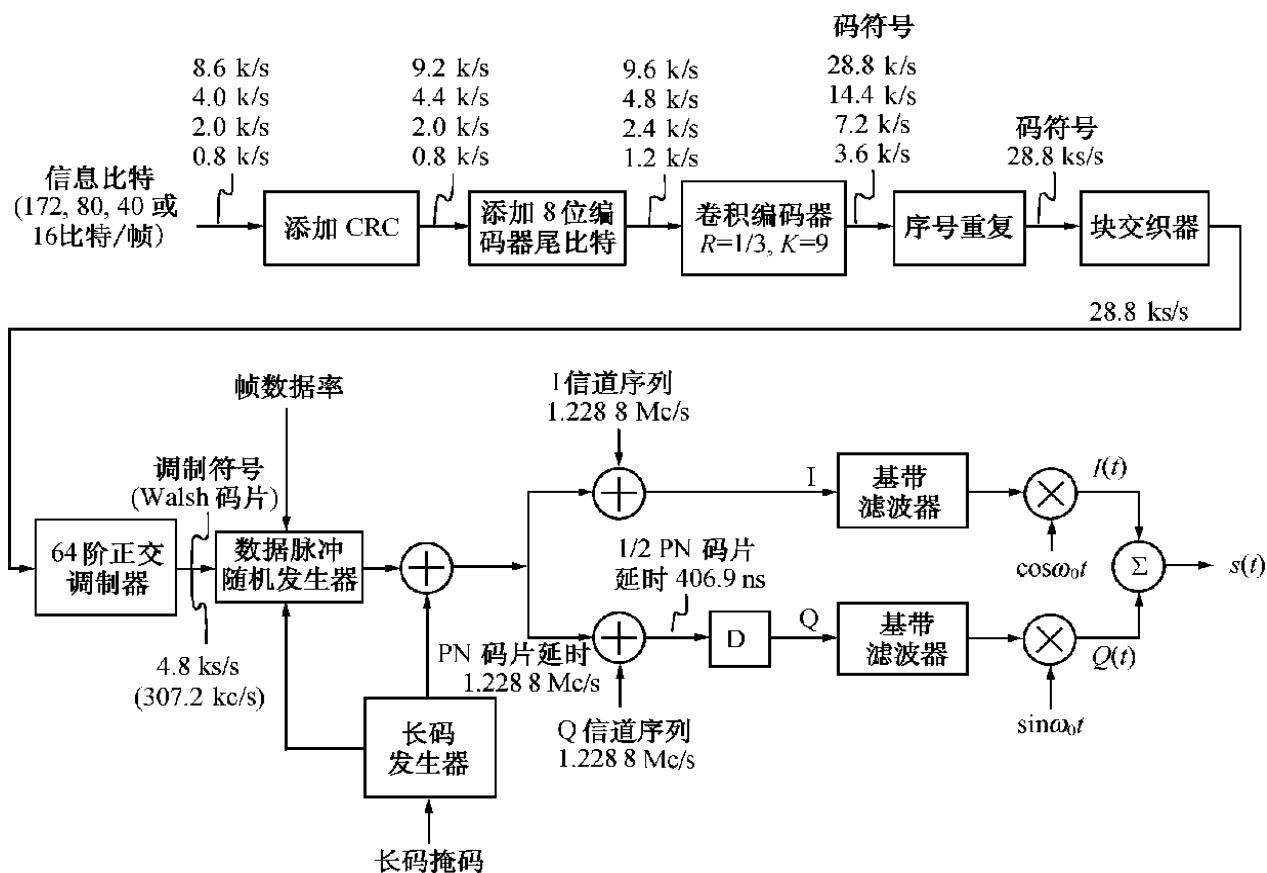 码符号
8.6 k/s
4.0 k/s
2.0 k/s
0.8 k/s
9.2 k/s
4.4 k/s
2.0 k/s
0.8 k/s
9.6 k/s
4.8 k/s
2.4 k/s
1.2 k/s
28.8 k/s
14.4 k/s
7.2 k/s
3.6 k/s
码符号
28.8 ks/s
信息比特
(172, 80, 40 或
16比特/帧)
添加 CRC
添加 8 位编
码器尾比特
卷积编码器
R=1/3, K=9
序号重复
块交织器
28.8 ks/s
帧数据率
I 信道序列
1.228 8 Mc/s
调制符号
(Walsh 码片)
64 阶正交
调制器
数据脉冲
随机发生器
I
基带
滤波器
I(t)
cosω₀t
1/2 PN 码片
延时 406.9 ns
Σ
s(t)
D
Q
基带
滤波器
Q(t)
sinω₀t
4.8 ks/s
(307.2 kc/s)
PN 码片延时
1.228 8 Mc/s
长码
发生器
Q 信道序列
1.228 8 Mc/s
长码掩码